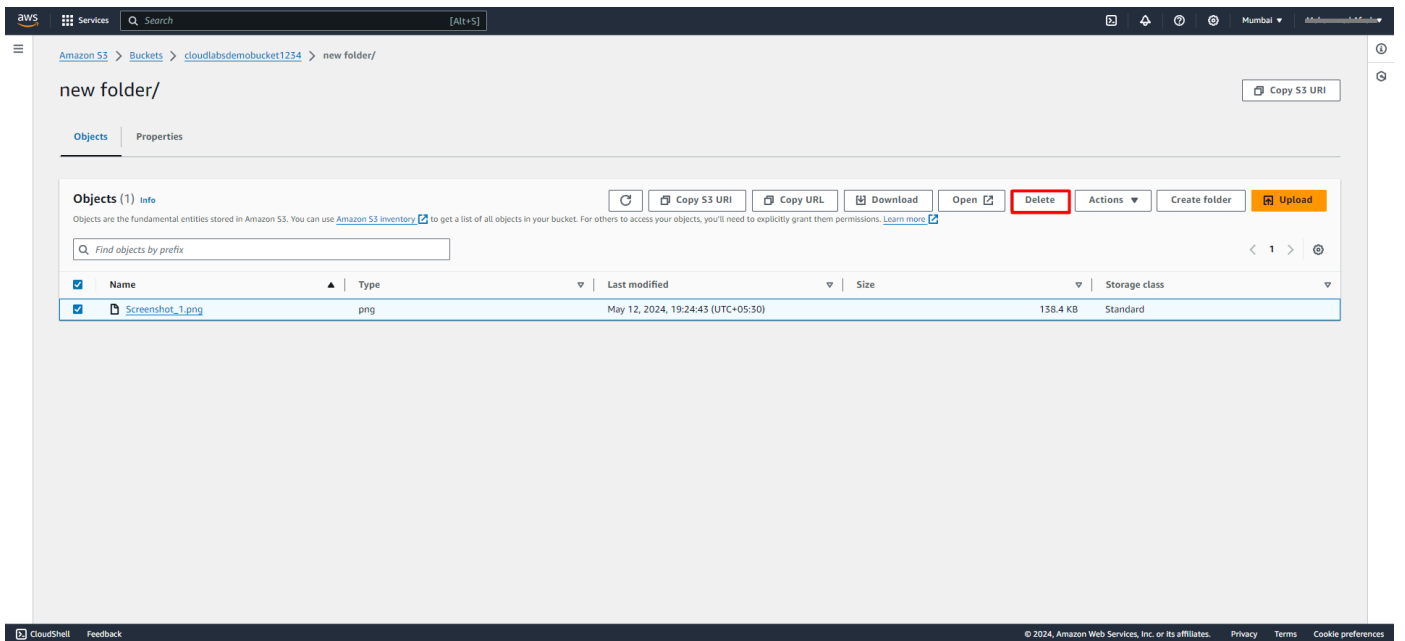 aws Services Search [Alt+S] Mumbai
Amazon S3 > Buckets > cloudlabsdemobucket1234 > new folder/
new folder/
Copy S3 URI
Objects Properties
Objects (1) Info
Copy S3 URI Copy URL Download Open Delete Actions Create folder Upload
Objects are the fundamental entities stored in Amazon S3. You can use Amazon S3 inventory to get a list of all objects in your bucket. For others to access your objects, you'll need to explicitly grant them permissions. Learn more
Find objects by prefix
1
Name Type Last modified Size Storage class
Screenshot_1.png png May 12, 2024, 19:24:43 (UTC+05:30) 138.4 KB Standard
CloudShell Feedback © 2024, Amazon Web Services, Inc. or its affiliates. Privacy Terms Cookie preferences